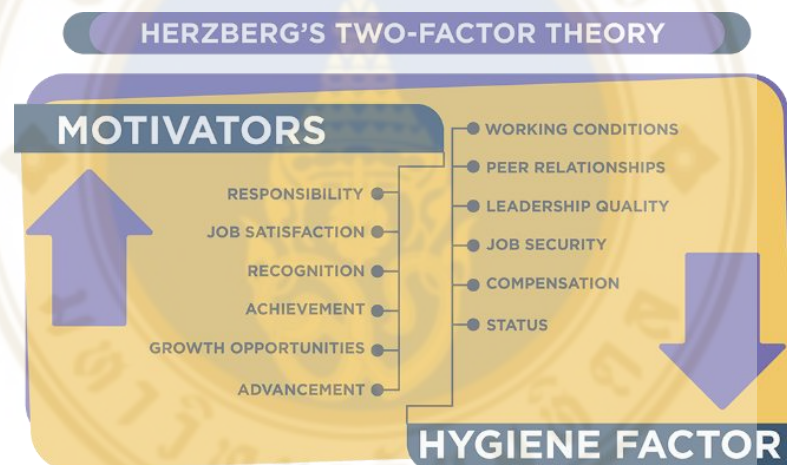 HERZBERG'S TWO-FACTOR THEORY
MOTIVATORS
RESPONSIBILITY
JOB SATISFACTION
RECOGNITION
ACHIEVEMENT
GROWTH OPPORTUNITIES
ADVANCEMENT
WORKING CONDITIONS
PEER RELATIONSHIPS
LEADERSHIP QUALITY
JOB SECURITY
COMPENSATION
STATUS
HYGIENE FACTOR